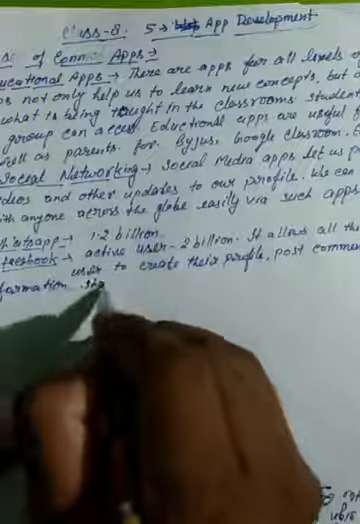 Class-8. 5→ App Development
of Common Apps →
Educational Apps → There are apps for all levels of
not only help us to learn new concepts, but a
what is being taught in the classrooms. Student
group can access. Educational apps are useful f
well as parents. for. Byjus, Google Classroom.
Social Networking → Social Media apps let us p
ideos and other updates to our profile. We can
with anyone across the globe easily via such apps
Whatsapp → 1.2 billion.
Facebook → active user - 2 billion. It allows all the
user to create their profile, post comme
formation. Sha